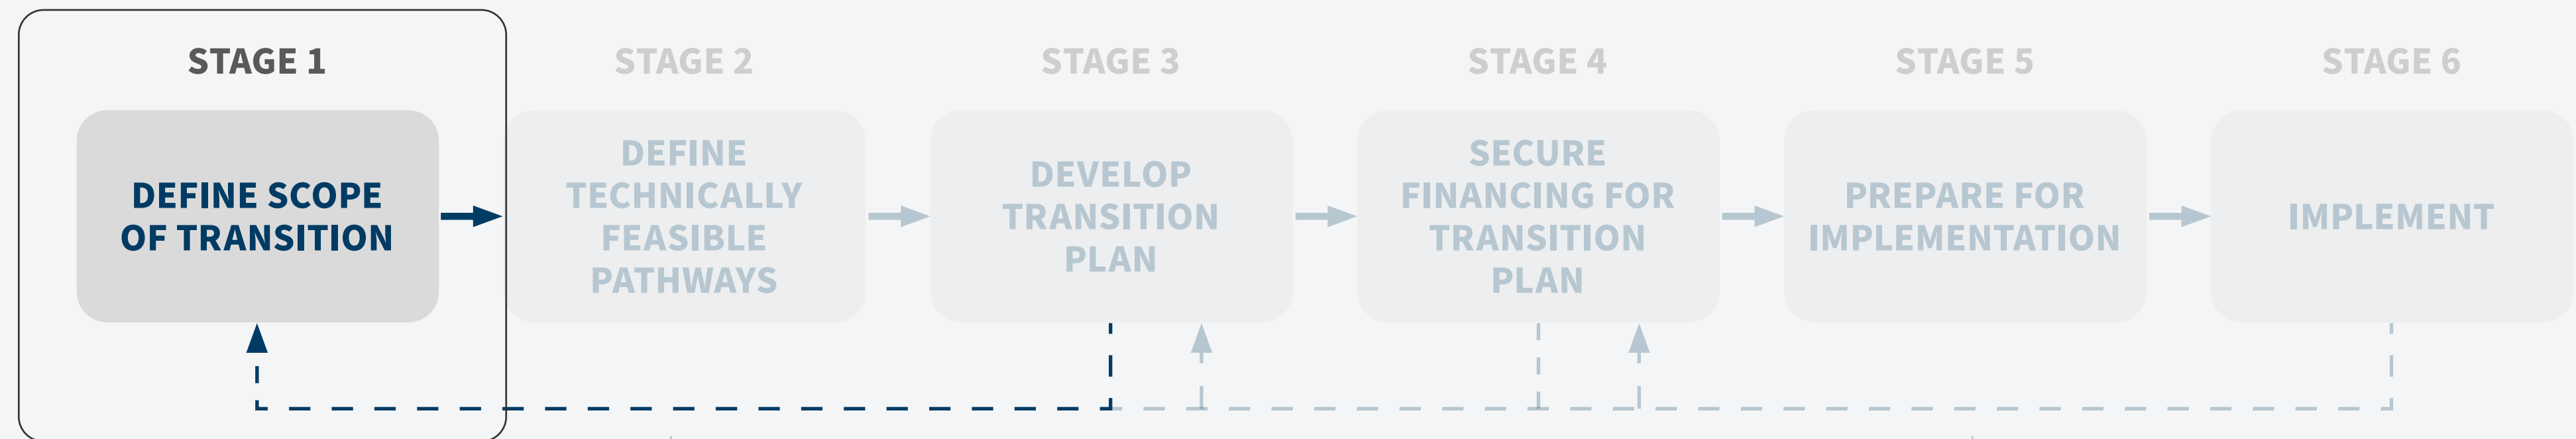 STAGE 1
STAGE 2
STAGE 3
STAGE 4
STAGE 5
STAGE 6
DEFINE SCOPE
OF TRANSITION
DEFINE
TECHNICALLY
FEASIBLE
PATHWAYS
DEVELOP
TRANSITION
PLAN
SECURE
FINANCING FOR
TRANSITION
PLAN
PREPARE FOR
IMPLEMENTATION
IMPLEMENT